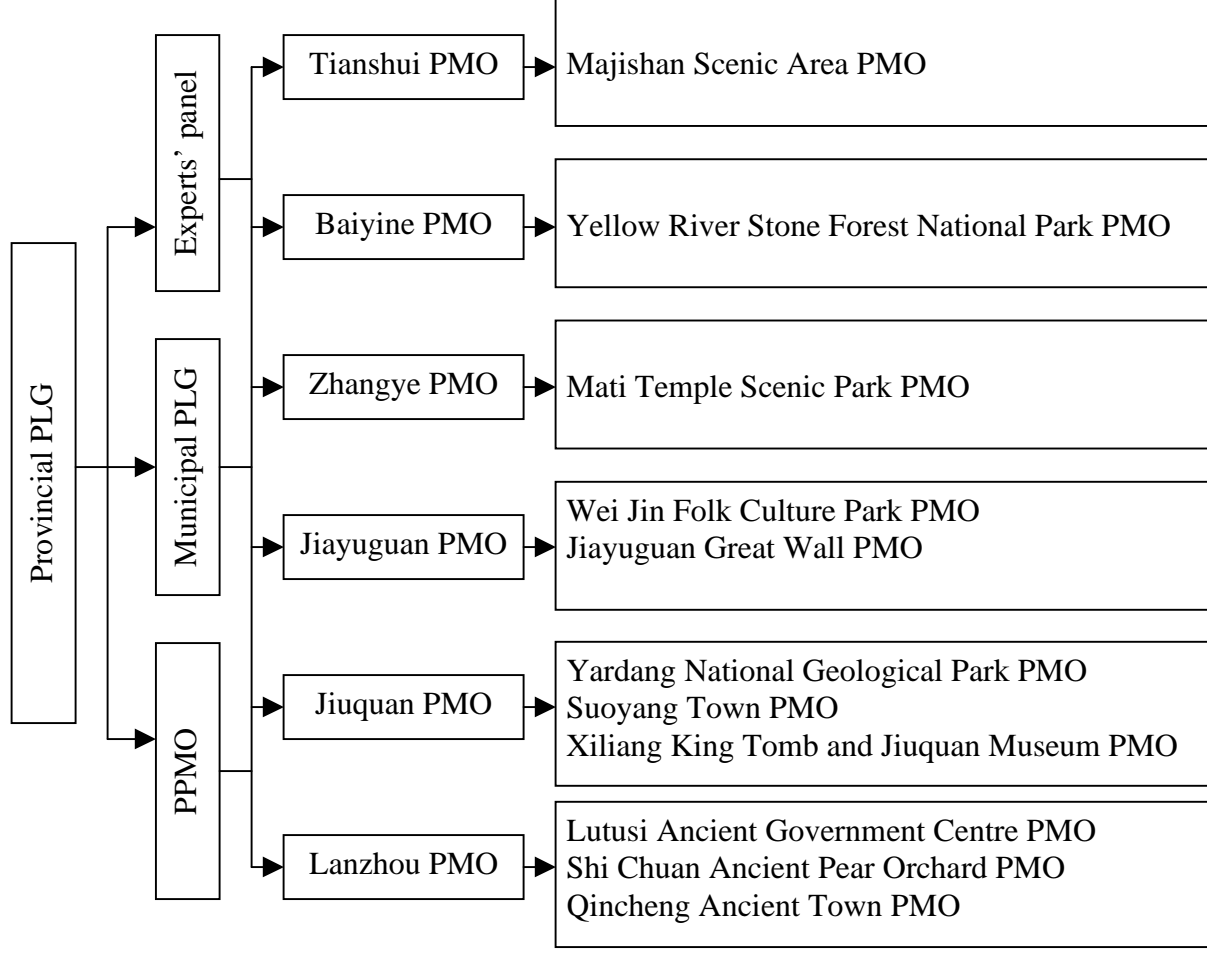 Provincial PLG
Experts’ panel
Municipal PLG
PPMO
Tianshui PMO
Majishan Scenic Area PMO
Baiyine PMO
Yellow River Stone Forest National Park PMO
Zhangye PMO
Mati Temple Scenic Park PMO
Jiayuguan PMO
Wei Jin Folk Culture Park PMO
Jiayuguan Great Wall PMO
Jiuquan PMO
Yardang National Geological Park PMO
Suoyang Town PMO
Xiliang King Tomb and Jiuquan Museum PMO
Lanzhou PMO
Lutusi Ancient Government Centre PMO
Shi Chuan Ancient Pear Orchard PMO
Qincheng Ancient Town PMO